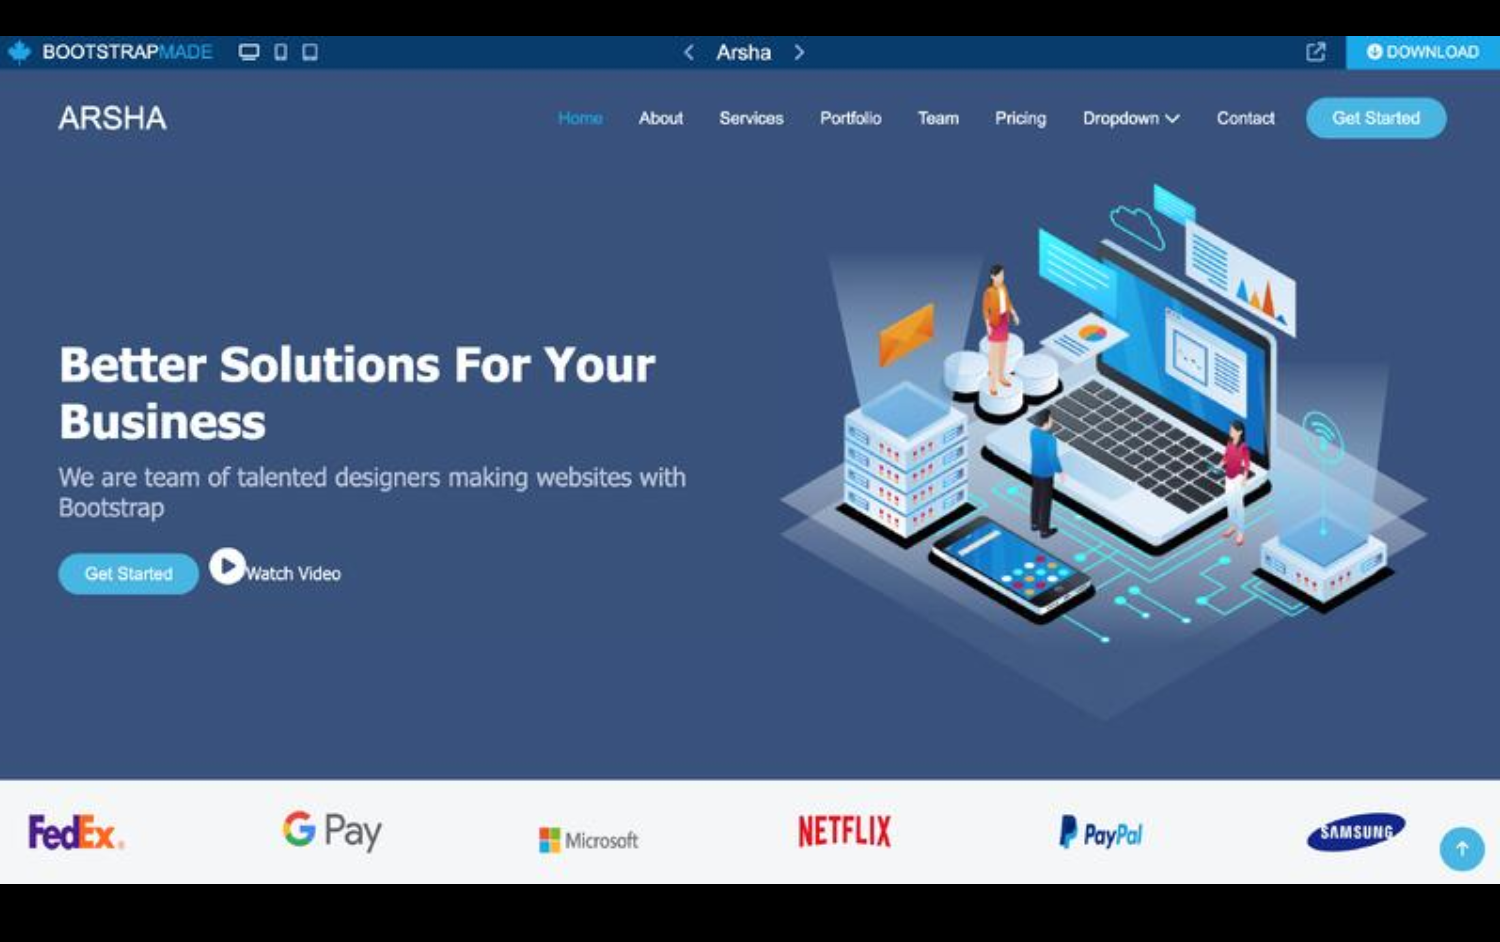 BOOTSTRAPMADE
Arsha
DOWNLOAD
ARSHA
Home About Services Portfolio Team Pricing Dropdown Contact Get Started
Better Solutions For Your
Business
We are team of talented designers making websites with
Bootstrap
Get Started Watch Video
FedEx G Pay Microsoft NETFLIX PayPal SAMSUNG